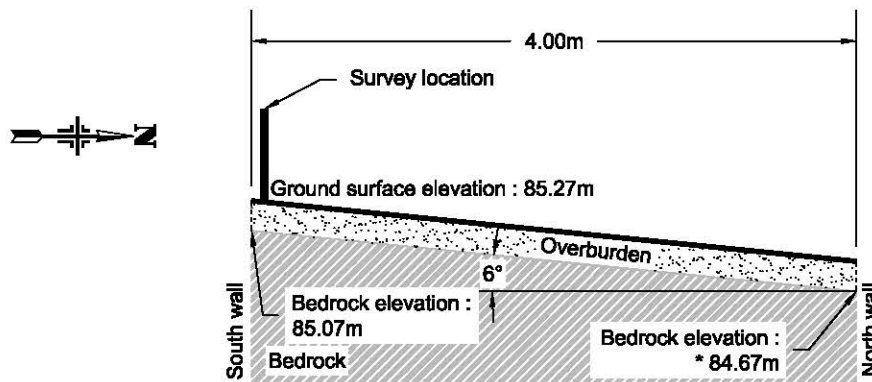 4.00m
Survey location
N
Ground surface elevation : 85.27m
Overburden
6°
Bedrock elevation :
85.07m
Bedrock elevation :
* 84.67m
Bedrock
South wall
North wall